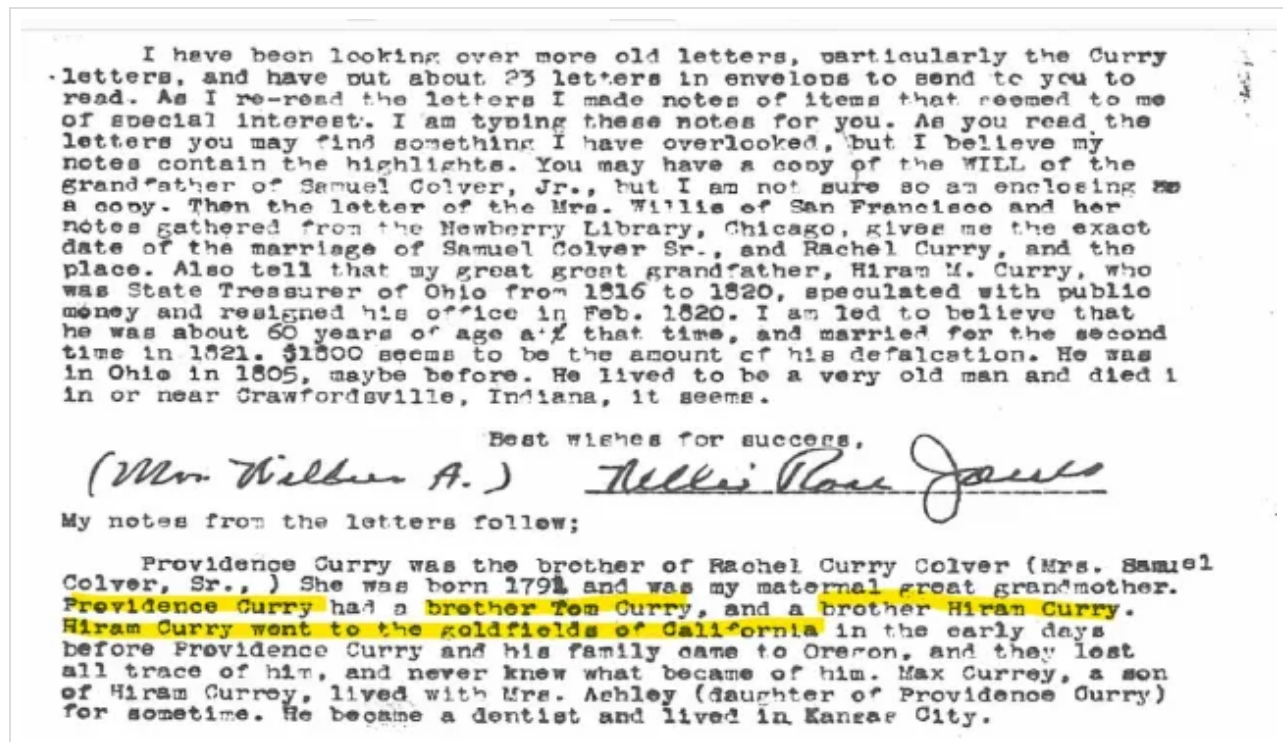 I have been looking over more old letters, particularly the Curry
letters, and have put about 23 letters in envelops to send to you to
read. As I re-read the letters I made notes of items that seemed to me
of special interest. I am typing these notes for you. As you read the
letters you may find something I have overlooked, but I believe my
notes contain the highlights. You may have a copy of the WILL of the
grandfather of Samuel Colver, Jr., but I am not sure so am enclosing
a copy. Then the letter of the Mrs. Willis of San Francisco and her
notes gathered from the Newberry Library, Chicago, gives me the exact
date of the marriage of Samuel Colver Sr., and Rachel Curry, and the
place. Also tell that my great great grandfather, Hiram M. Curry, who
was State Treasurer of Ohio from 1816 to 1820, speculated with public
money and resigned his office in Feb. 1820. I am led to believe that
he was about 60 years of age at that time, and married for the second
time in 1821. $1800 seems to be the amount of his defalcation. He was
in Ohio in 1805, maybe before. He lived to be a very old man and died i
in or near Crawfordsville, Indiana, it seems.
Best wishes for success,
(Mrs. Wilbur A.) Nellie Rose Jones
My notes from the letters follow;
Providence Curry was the brother of Rachel Curry Colver (Mrs. Samuel
Colver, Sr., ) She was born 1791 and was my maternal great grandmother.
Providence Curry had a brother Tom Curry, and a brother Hiram Curry.
Hiram Curry went to the goldfields of California in the early days
before Providence Curry and his family came to Oregon, and they lost
all trace of him, and never knew what became of him. Max Currey, a son
of Hiram Currey, lived with Mrs. Ashley (daughter of Providence Curry)
for sometime. He became a dentist and lived in Kansas City.